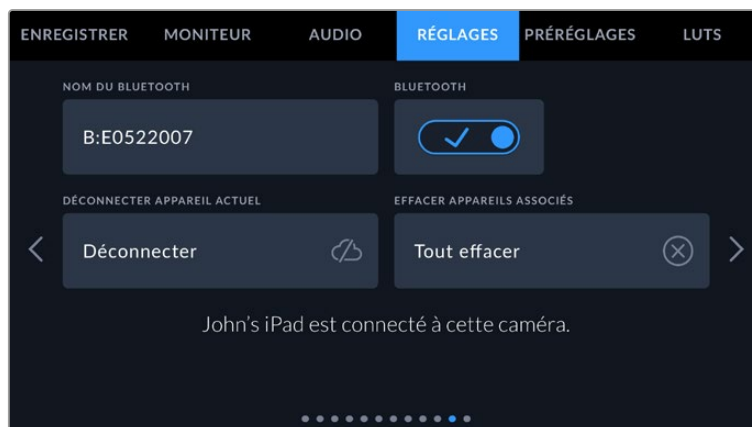 ENREGISTRER MONITEUR AUDIO RÉGLAGES PRÉRÉGLAGES LUTS
NOM DU BLUETOOTH BLUETOOTH
B:E0522007
DÉCONNECTER APPAREIL ACTUEL EFFACER APPAREILS ASSOCIÉS
Déconnecter Tout effacer
John's iPad est connecté à cette caméra.